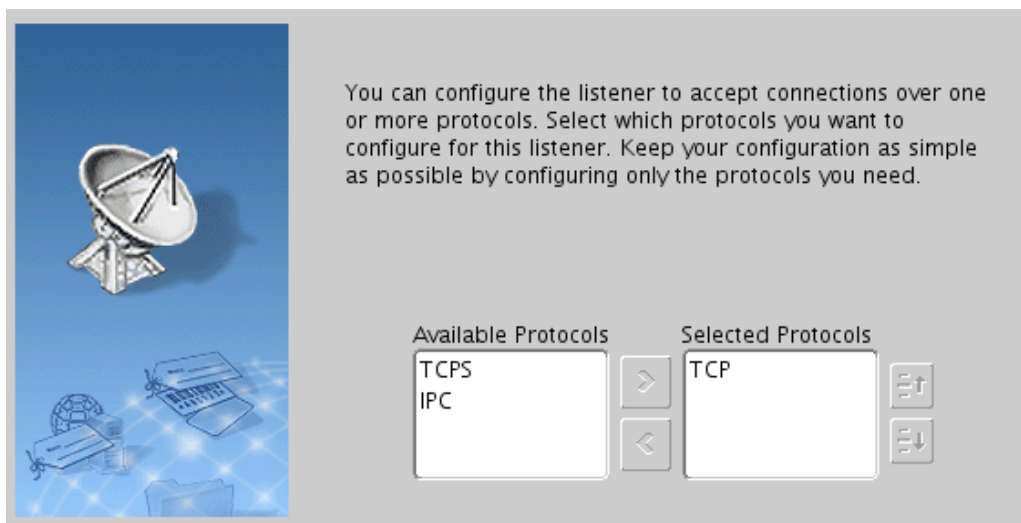 You can configure the listener to accept connections over one
or more protocols. Select which protocols you want to
configure for this listener. Keep your configuration as simple
as possible by configuring only the protocols you need.
Available Protocols
Selected Protocols
TCPS
IPC
TCP